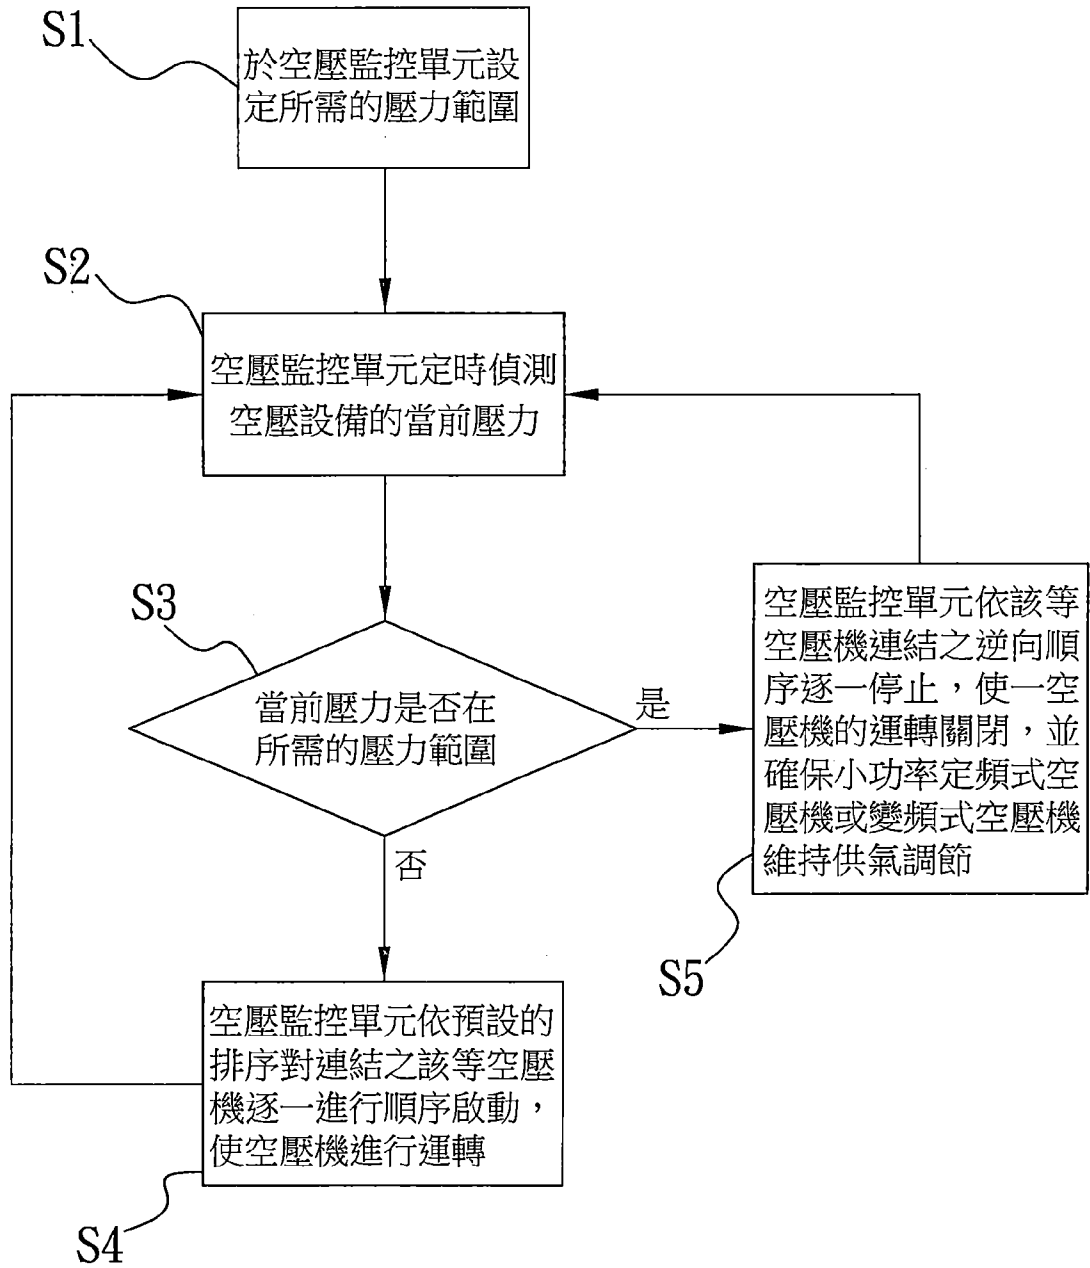 S1
於空壓監控單元設
定所需的壓力範圍
S2
空壓監控單元定時偵測
空壓設備的當前壓力
S3
當前壓力是否在
所需的壓力範圍
是
否
空壓監控單元依該等
空壓機連結之逆向順
序逐一停止，使一空
壓機的運轉關閉，並
確保小功率定頻式空
壓機或變頻式空壓機
維持供氣調節
S5
空壓監控單元依預設的
排序對連結之該等空壓
機逐一進行順序啟動，
使空壓機進行運轉
S4